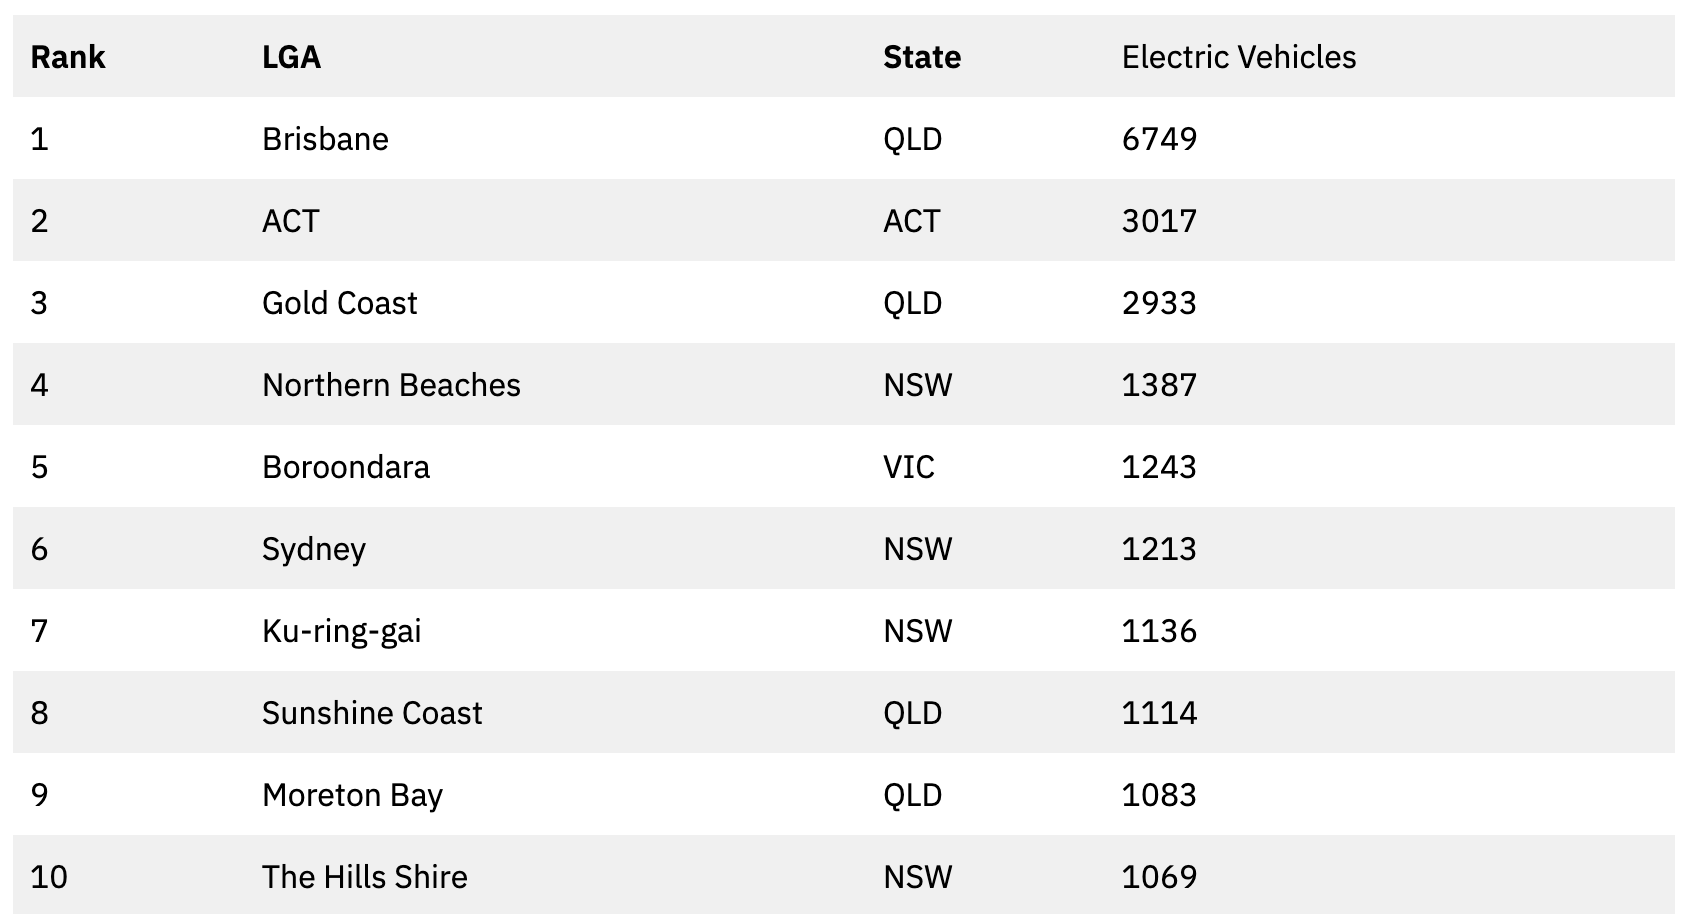 Rank LGA State Electric Vehicles
1 Brisbane QLD 6749
2 ACT ACT 3017
3 Gold Coast QLD 2933
4 Northern Beaches NSW 1387
5 Boroondara VIC 1243
6 Sydney NSW 1213
7 Ku-ring-gai NSW 1136
8 Sunshine Coast QLD 1114
9 Moreton Bay QLD 1083
10 The Hills Shire NSW 1069